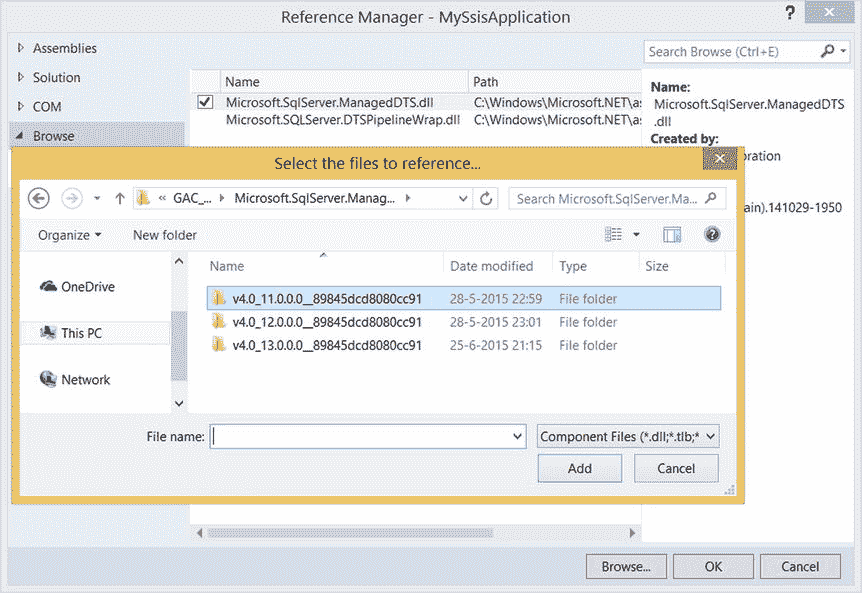 Reference Manager - MySsisApplication
?
Assemblies
Solution
COM
Browse
Search Browse (Ctrl+E)
Name Path
Microsoft.SqlServer.ManagedDTS.dll C:\Windows\Microsoft.NET\as
Microsoft.SQLServer.DTSPipelineWrap.dll C:\Windows\Microsoft.NET\as
Name:
Microsoft.SqlServer.ManagedDTS
.dll
Created by:
oration
ain).141029-1950
Select the files to reference...
« GAC_... Microsoft.SqlServer.Manag...
Search Microsoft.SqlServer.Ma...
Organize New folder
OneDrive
This PC
Network
Name Date modified Type Size
v4.0_11.0.0.0__89845dcd8080cc91 28-5-2015 22:59 File folder
v4.0_12.0.0.0__89845dcd8080cc91 28-5-2015 23:01 File folder
v4.0_13.0.0.0__89845dcd8080cc91 25-6-2015 21:15 File folder
File name: Component Files (*.dll;*.tlb;*
Add Cancel
Browse... OK Cancel